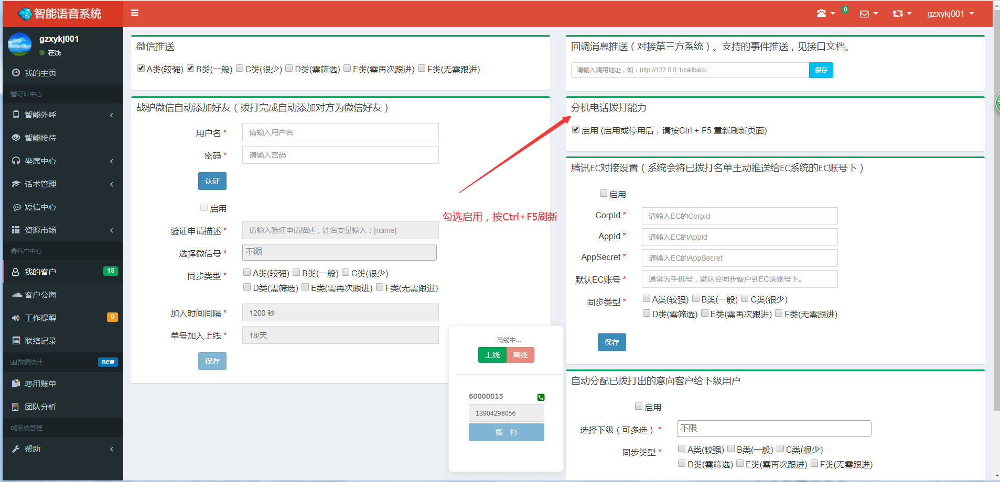 智能语音系统
0
gzxykj001
gzxykj001
在线
我的主页
呼叫中心
智能外呼
智能接待
坐席中心
话术管理
短信中心
资源市场
客户中心
我的客户 18
客户公海
工作提醒 0
联络记录
数据统计 new
费用账单
团队分析
系统管理
帮助
微信推送
A类(较强) B类(一般) C类(很少) D类(需筛选) E类(需再次跟进) F类(无需跟进)
战驴微信自动添加好友（拨打完成自动添加对方为微信好友）
用户名 * 请输入用户名
密码 * 请输入密码
认证
启用
验证申请描述 * 请输入验证申请描述，姓名变量输入：[name]
选择微信号 * 不限
同步类型 * A类(较强) B类(一般) C类(很少)
D类(需筛选) E类(需再次跟进) F类(无需跟进)
加入时间间隔 * 1200 秒
单号加入上线 * 18/天
保存
勾选启用，按Ctrl+F5刷新
离线中...
上线 离线
60000013
13904298056
拨 打
回调消息推送（对接第三方系统）。支持的事件推送，见接口文档。
请输入调用地址，如：http://127.0.0.1/callback 保存
分机电话拨打能力
启用 (启用或停用后，请按Ctrl + F5 重新刷新页面)
腾讯EC对接设置（系统会将已拨打名单主动推送给EC系统的EC账号下）
启用
CorpId * 请输入EC的CorpId
AppId * 请输入EC的AppId
AppSecret * 请输入EC的AppSecret
默认EC账号 * 通常为手机号，默认会同步客户到EC该账号下。
同步类型 * A类(较强) B类(一般) C类(很少)
D类(需筛选) E类(需再次跟进) F类(无需跟进)
保存
自动分配已拨打出的意向客户给下级用户
启用
选择下级（可多选） * 不限
同步类型 * A类(较强) B类(一般) C类(很少)
D类(需筛选) E类(需再次跟进) F类(无需跟进)